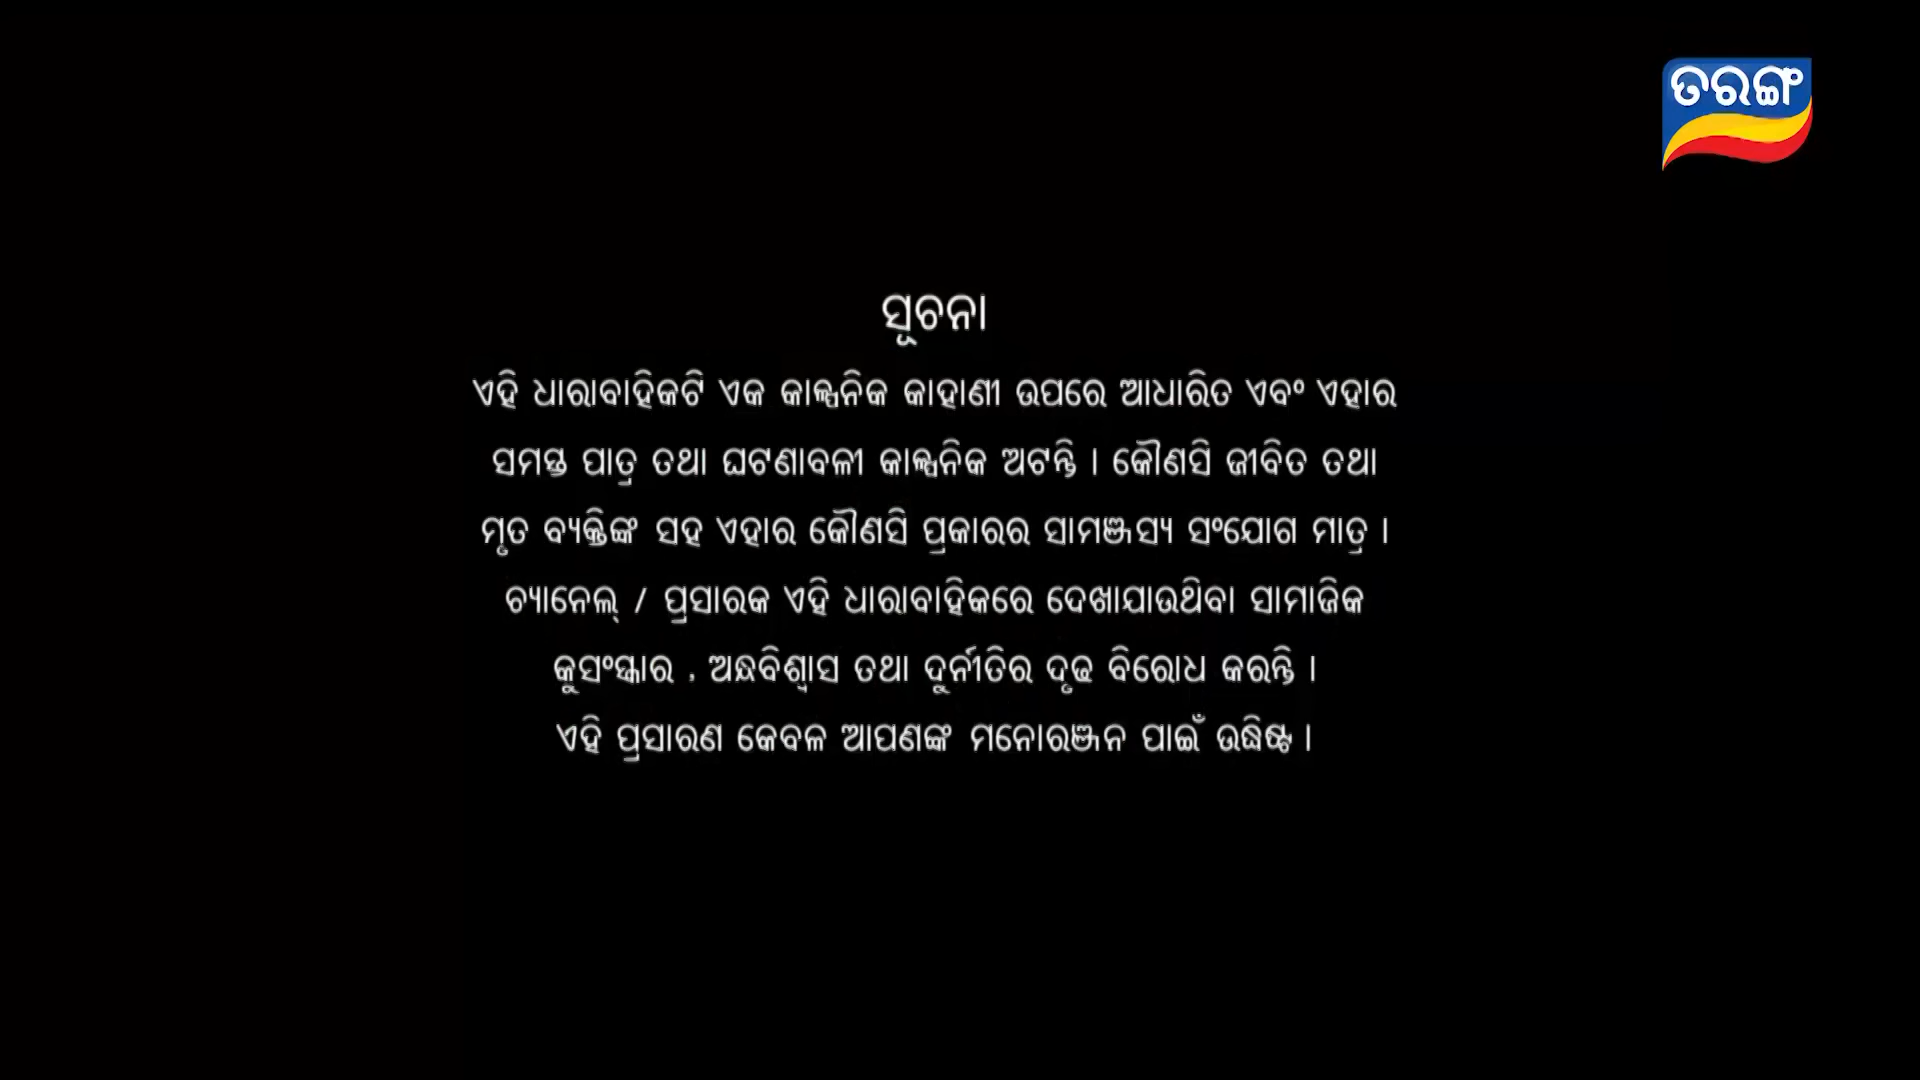 ତରଙ୍ଗ
ସୂଚନା
ଏହି ଧାରାବାହିକଟି ଏକ କାଳ୍ପନିକ କାହାଣୀ ଉପରେ ଆଧାରିତ ଏବଂ ଏହାର
ସମସ୍ତ ପାତ୍ର ତଥା ଘଟଣାବଳୀ କାଳ୍ପନିକ ଅଟନ୍ତି । କୌଣସି ଜୀବିତ ତଥା
ମୃତ ବ୍ୟକ୍ତିଙ୍କ ସହ ଏହାର କୌଣସି ପ୍ରକାରର ସାମଞ୍ଜସ୍ୟ ସଂଯୋଗ ମାତ୍ର ।
ଚ୍ୟାନେଲ୍ / ପ୍ରସାରକ ଏହି ଧାରାବାହିକରେ ଦେଖାଯାଉଥିବା ସାମାଜିକ
କୁସଂସ୍କାର , ଅନ୍ଧବିଶ୍ୱାସ ତଥା ଦୁର୍ନୀତିର ଦୃଢ ବିରୋଧ କରନ୍ତି ।
ଏହି ପ୍ରସାରଣ କେବଳ ଆପଣଙ୍କ ମନୋରଞ୍ଜନ ପାଇଁ ଉଦ୍ଧିଷ୍ଟ ।